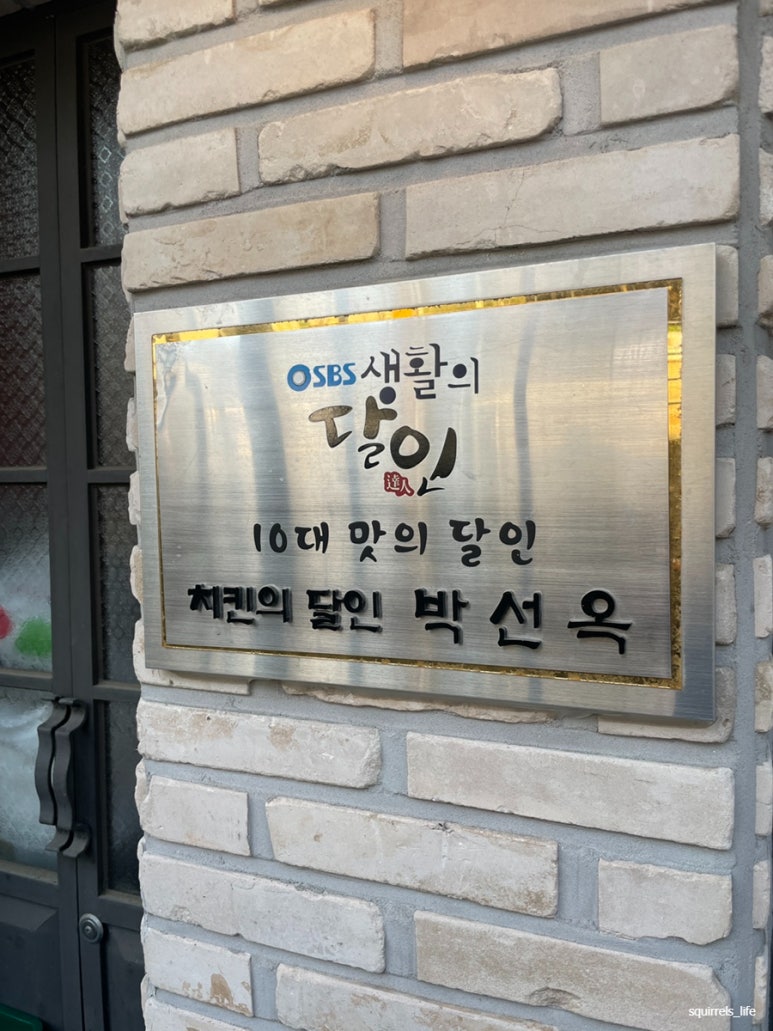 SBS 생활의
달인
達人
10대 맛의 달인
치킨의 달인 박선옥
squirrels_life